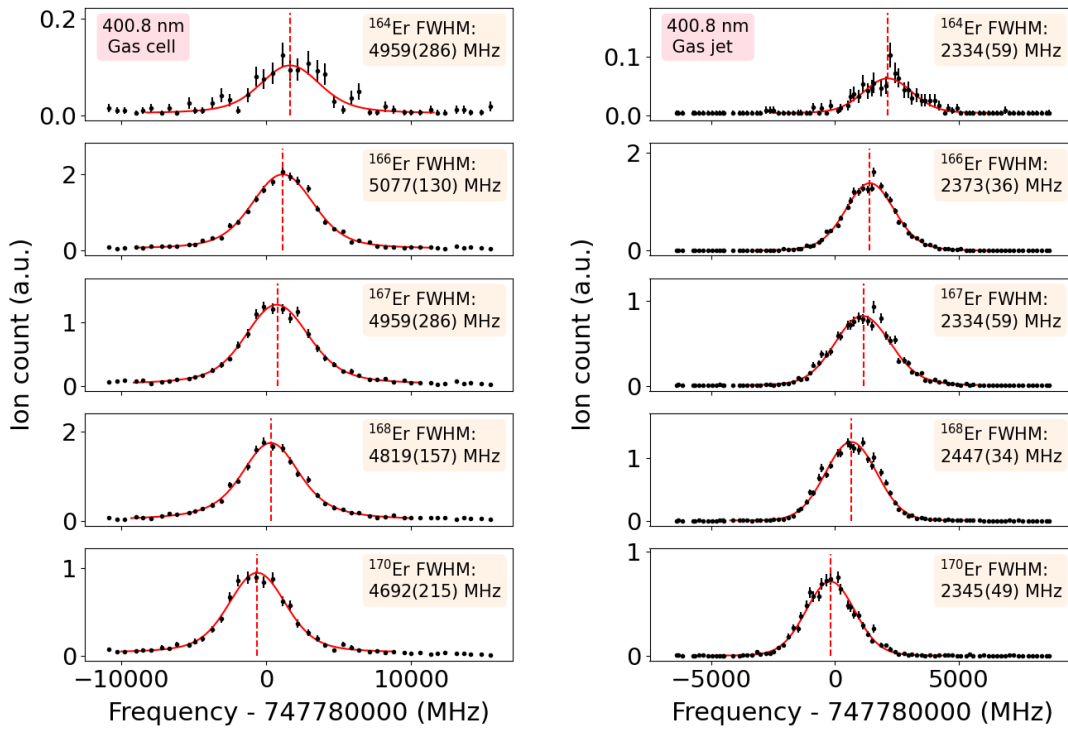 400.8 nm
Gas cell
¹⁶⁴Er FWHM:
4959(286) MHz
0.2
0.0
¹⁶⁶Er FWHM:
5077(130) MHz
2
0
¹⁶⁷Er FWHM:
4959(286) MHz
1
0
¹⁶⁸Er FWHM:
4819(157) MHz
2
0
¹⁷⁰Er FWHM:
4692(215) MHz
1
0
−10000 0 10000
Ion count (a.u.)
Frequency - 747780000 (MHz)
400.8 nm
Gas jet
¹⁶⁴Er FWHM:
2334(59) MHz
0.1
0.0
¹⁶⁶Er FWHM:
2373(36) MHz
2
0
¹⁶⁷Er FWHM:
2334(59) MHz
1
0
¹⁶⁸Er FWHM:
2447(34) MHz
1
0
¹⁷⁰Er FWHM:
2345(49) MHz
1
0
−5000 0 5000
Ion count (a.u.)
Frequency - 747780000 (MHz)